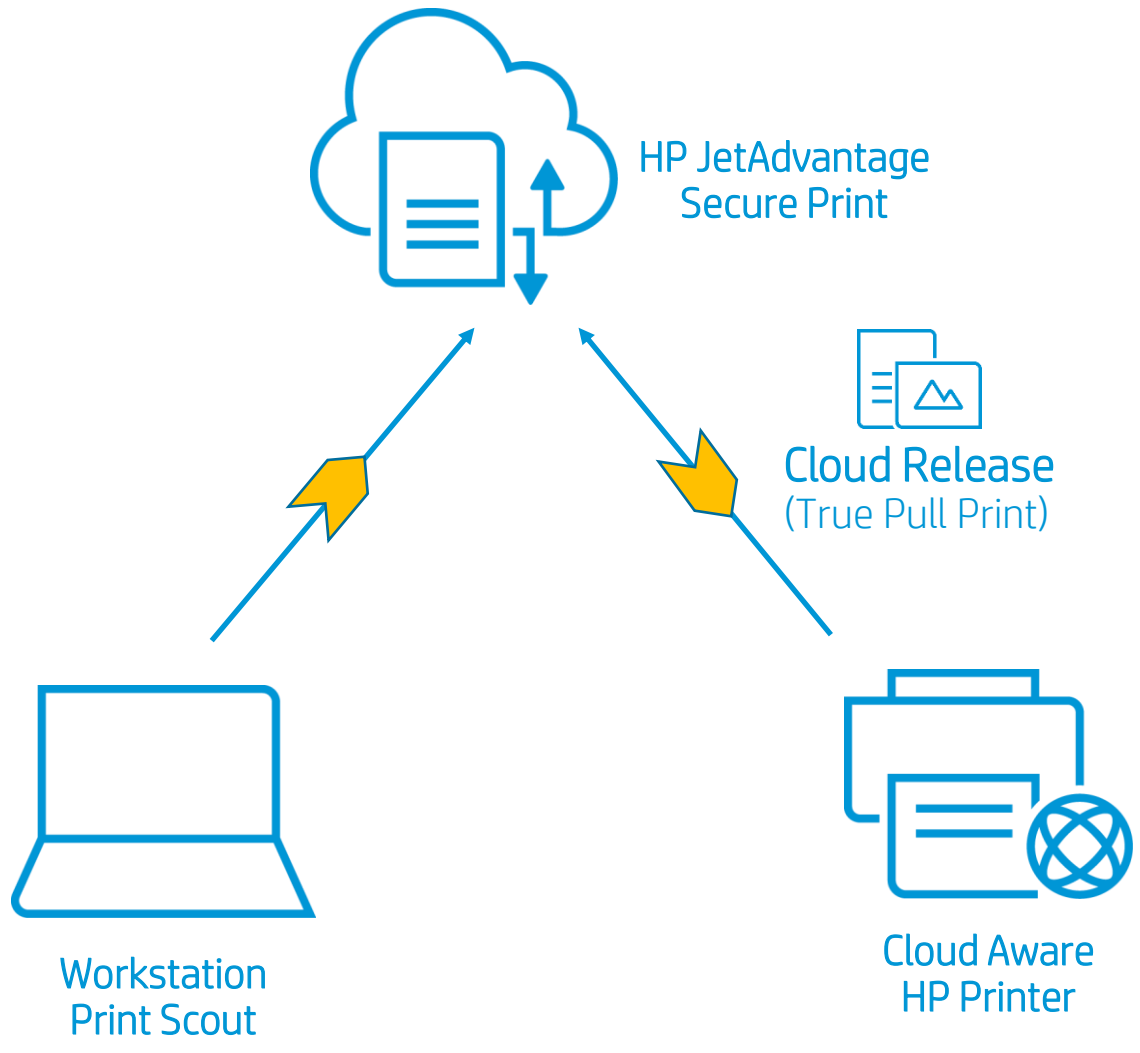 HP JetAdvantage
Secure Print
Cloud Release
(True Pull Print)
Workstation
Print Scout
Cloud Aware
HP Printer